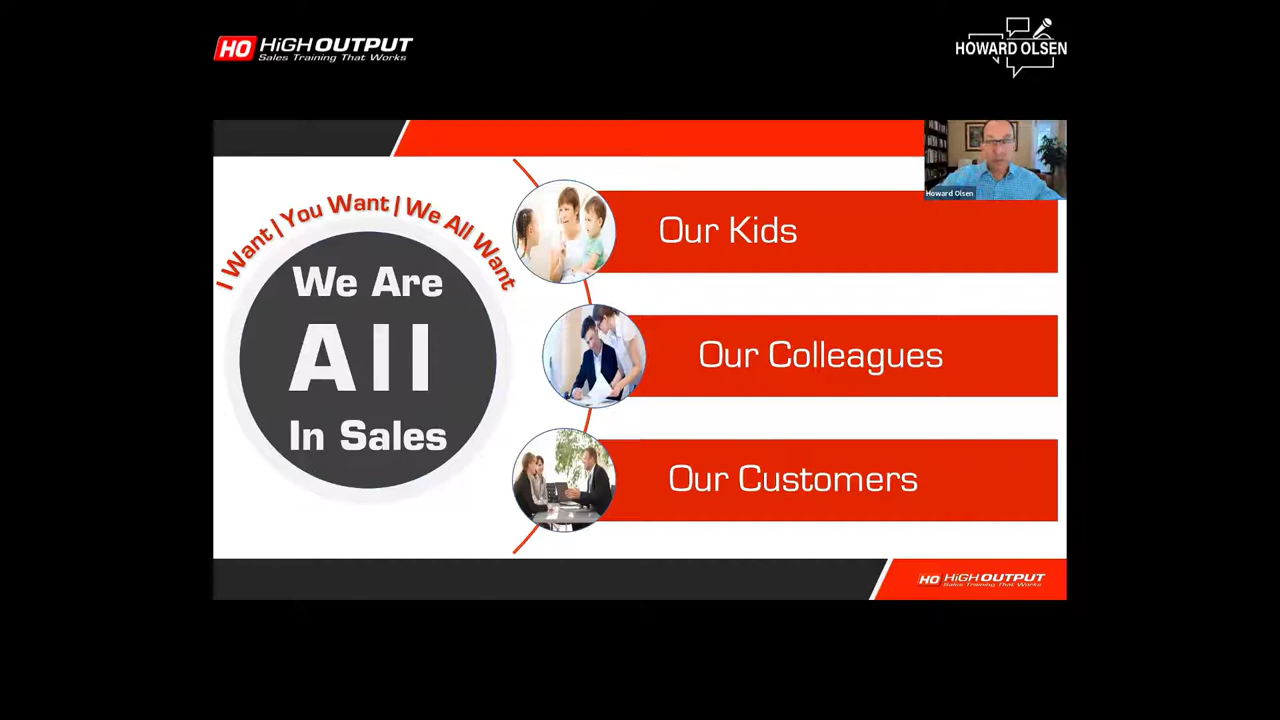 HO HiGH OUTPUT
Sales Training That Works
HOWARD OLSEN
Howard Olsen
I Want | You Want | We All Want
We Are
All
In Sales
Our Kids
Our Colleagues
Our Customers
HO HiGH OUTPUT
Sales Training That Works